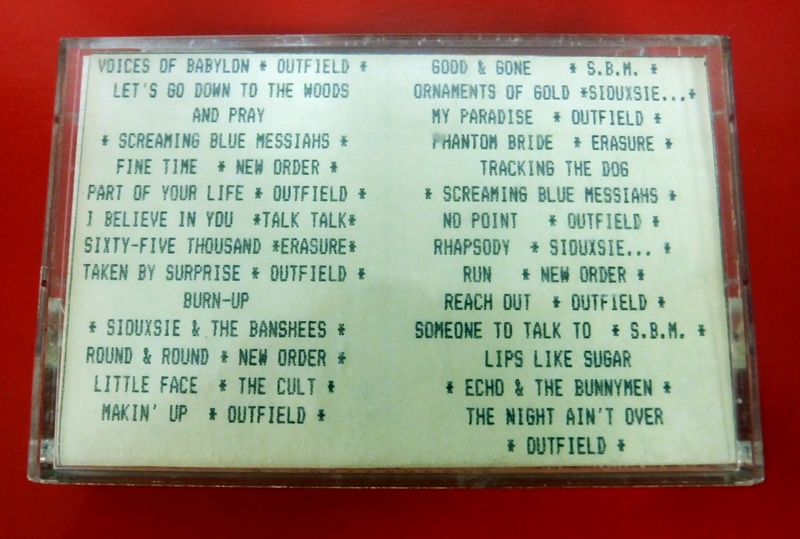 VOICES OF BABYLON * OUTFIELD *
LET'S GO DOWN TO THE WOODS
AND PRAY
* SCREAMING BLUE MESSIAHS *
FINE TIME * NEW ORDER *
PART OF YOUR LIFE * OUTFIELD *
I BELIEVE IN YOU *TALK TALK*
SIXTY-FIVE THOUSAND *ERASURE*
TAKEN BY SURPRISE * OUTFIELD *
BURN-UP
* SIOUXSIE & THE BANSHEES *
ROUND & ROUND * NEW ORDER *
LITTLE FACE * THE CULT *
MAKIN' UP * OUTFIELD *
GOOD & GONE * S.B.M. *
ORNAMENTS OF GOLD *SIOUXSIE...*
MY PARADISE * OUTFIELD *
PHANTOM BRIDE * ERASURE *
TRACKING THE DOG
* SCREAMING BLUE MESSIAHS *
NO POINT * OUTFIELD *
RHAPSODY * SIOUXSIE... *
RUN * NEW ORDER *
REACH OUT * OUTFIELD *
SOMEONE TO TALK TO * S.B.M. *
LIPS LIKE SUGAR
* ECHO & THE BUNNYMEN *
THE NIGHT AIN'T OVER
* OUTFIELD *